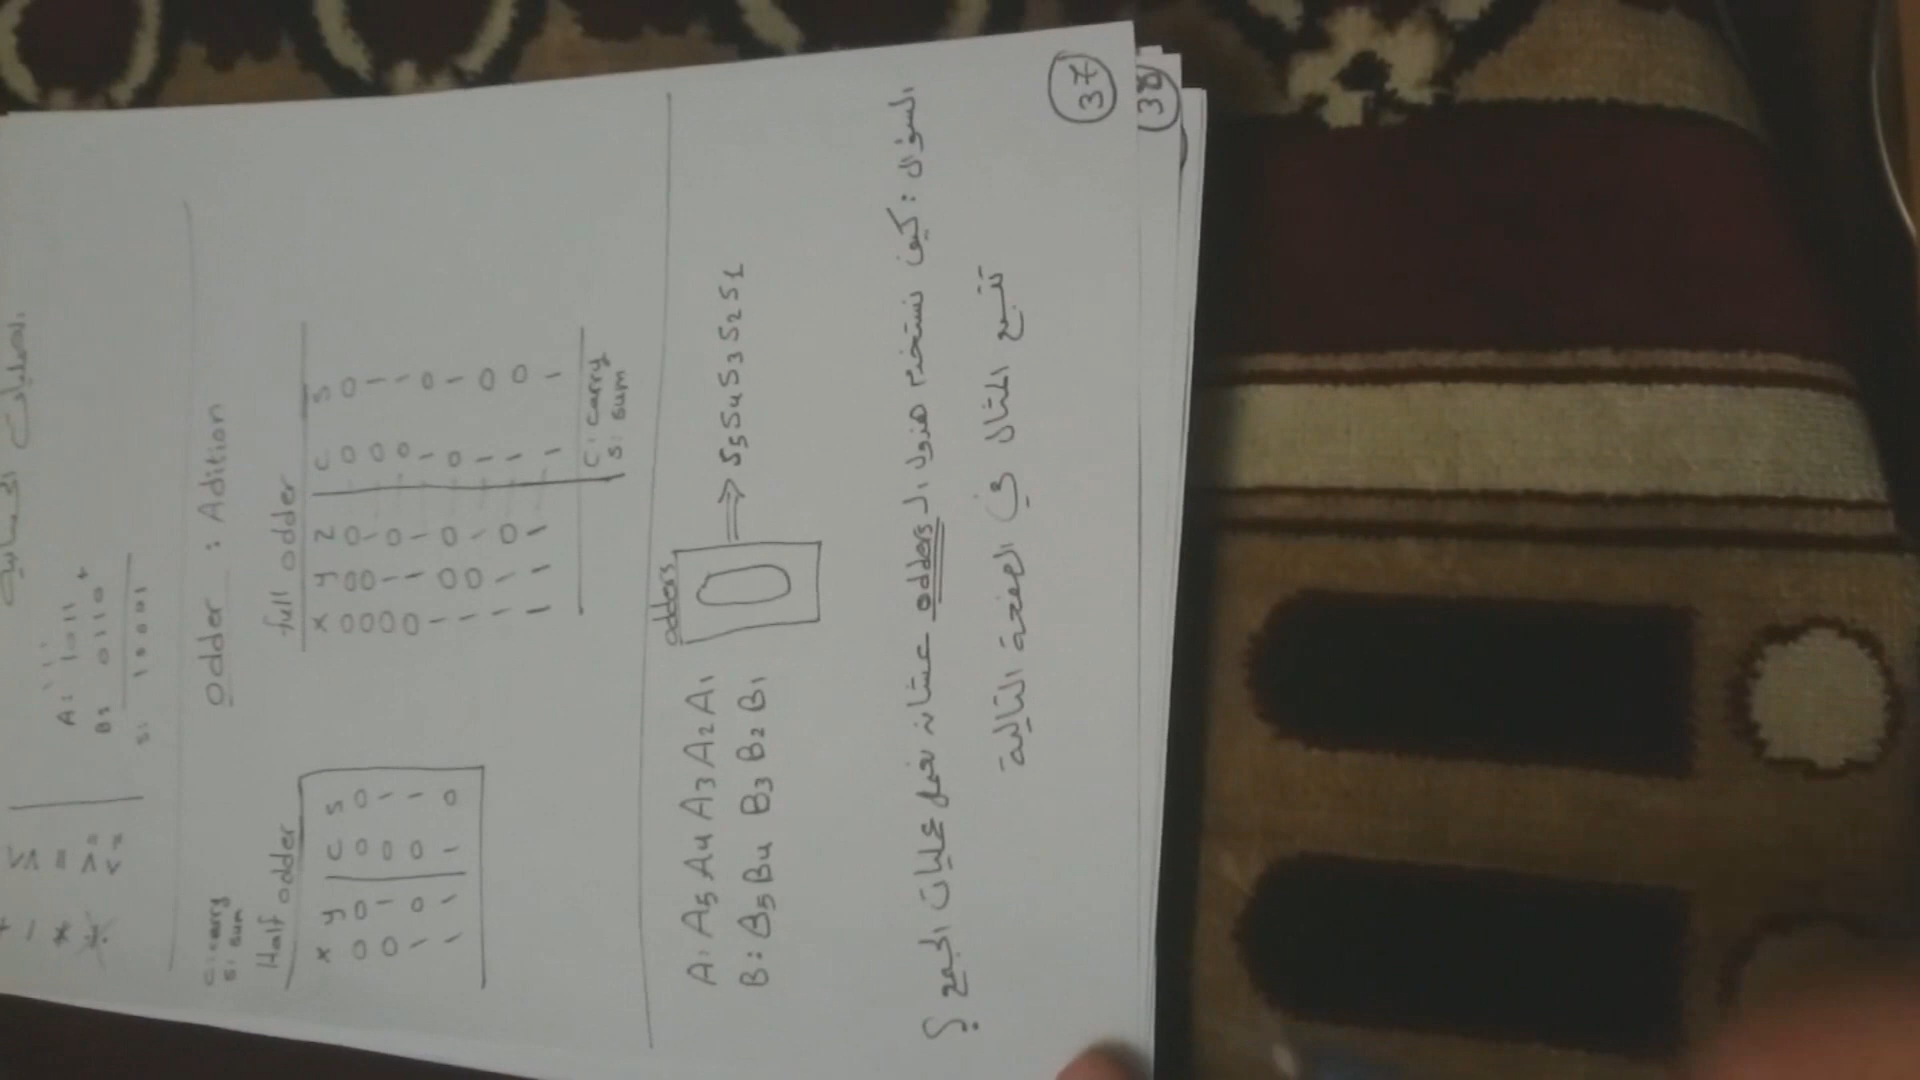 العمليات الحسابية
+ ≤
- =
* >=
÷ <=
A: 10011
B: 0110 +
S: 10001
odder : Adition
C: carry
S: sum
Half odder
x y C S
0 0 0 0
0 1 0 1
1 0 0 1
1 1 1 0
full odder
x y z C S
0 0 0 0 0
0 0 1 0 1
0 1 0 0 1
0 1 1 1 0
1 0 0 0 1
1 0 1 1 0
1 1 0 1 0
1 1 1 1 1
C: carry
S: sum
odders
A: A5 A4 A3 A2 A1
B: B5 B4 B3 B2 B1
0 => S5 S4 S3 S2 S1
السؤال : كيف نستخدم هدول الـ odders عشان نعمل عمليات الجمع ؟
تتبع المثال في الصفحة التالية
37
38